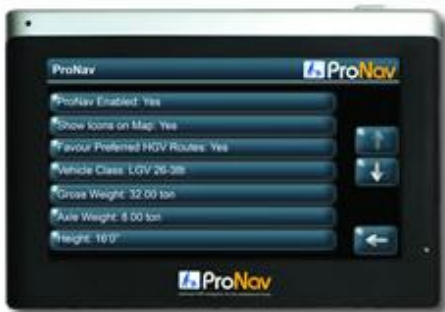 ProNav
ProNav
ProNav Enabled: Yes
Show Icons on Map: Yes
Favour Preferred HGV Routes: Yes
Vehicle Class: LGV 26-38t
Gross Weight: 32.00 ton
Axle Weight: 8.00 ton
Height: 16'0"
ProNav